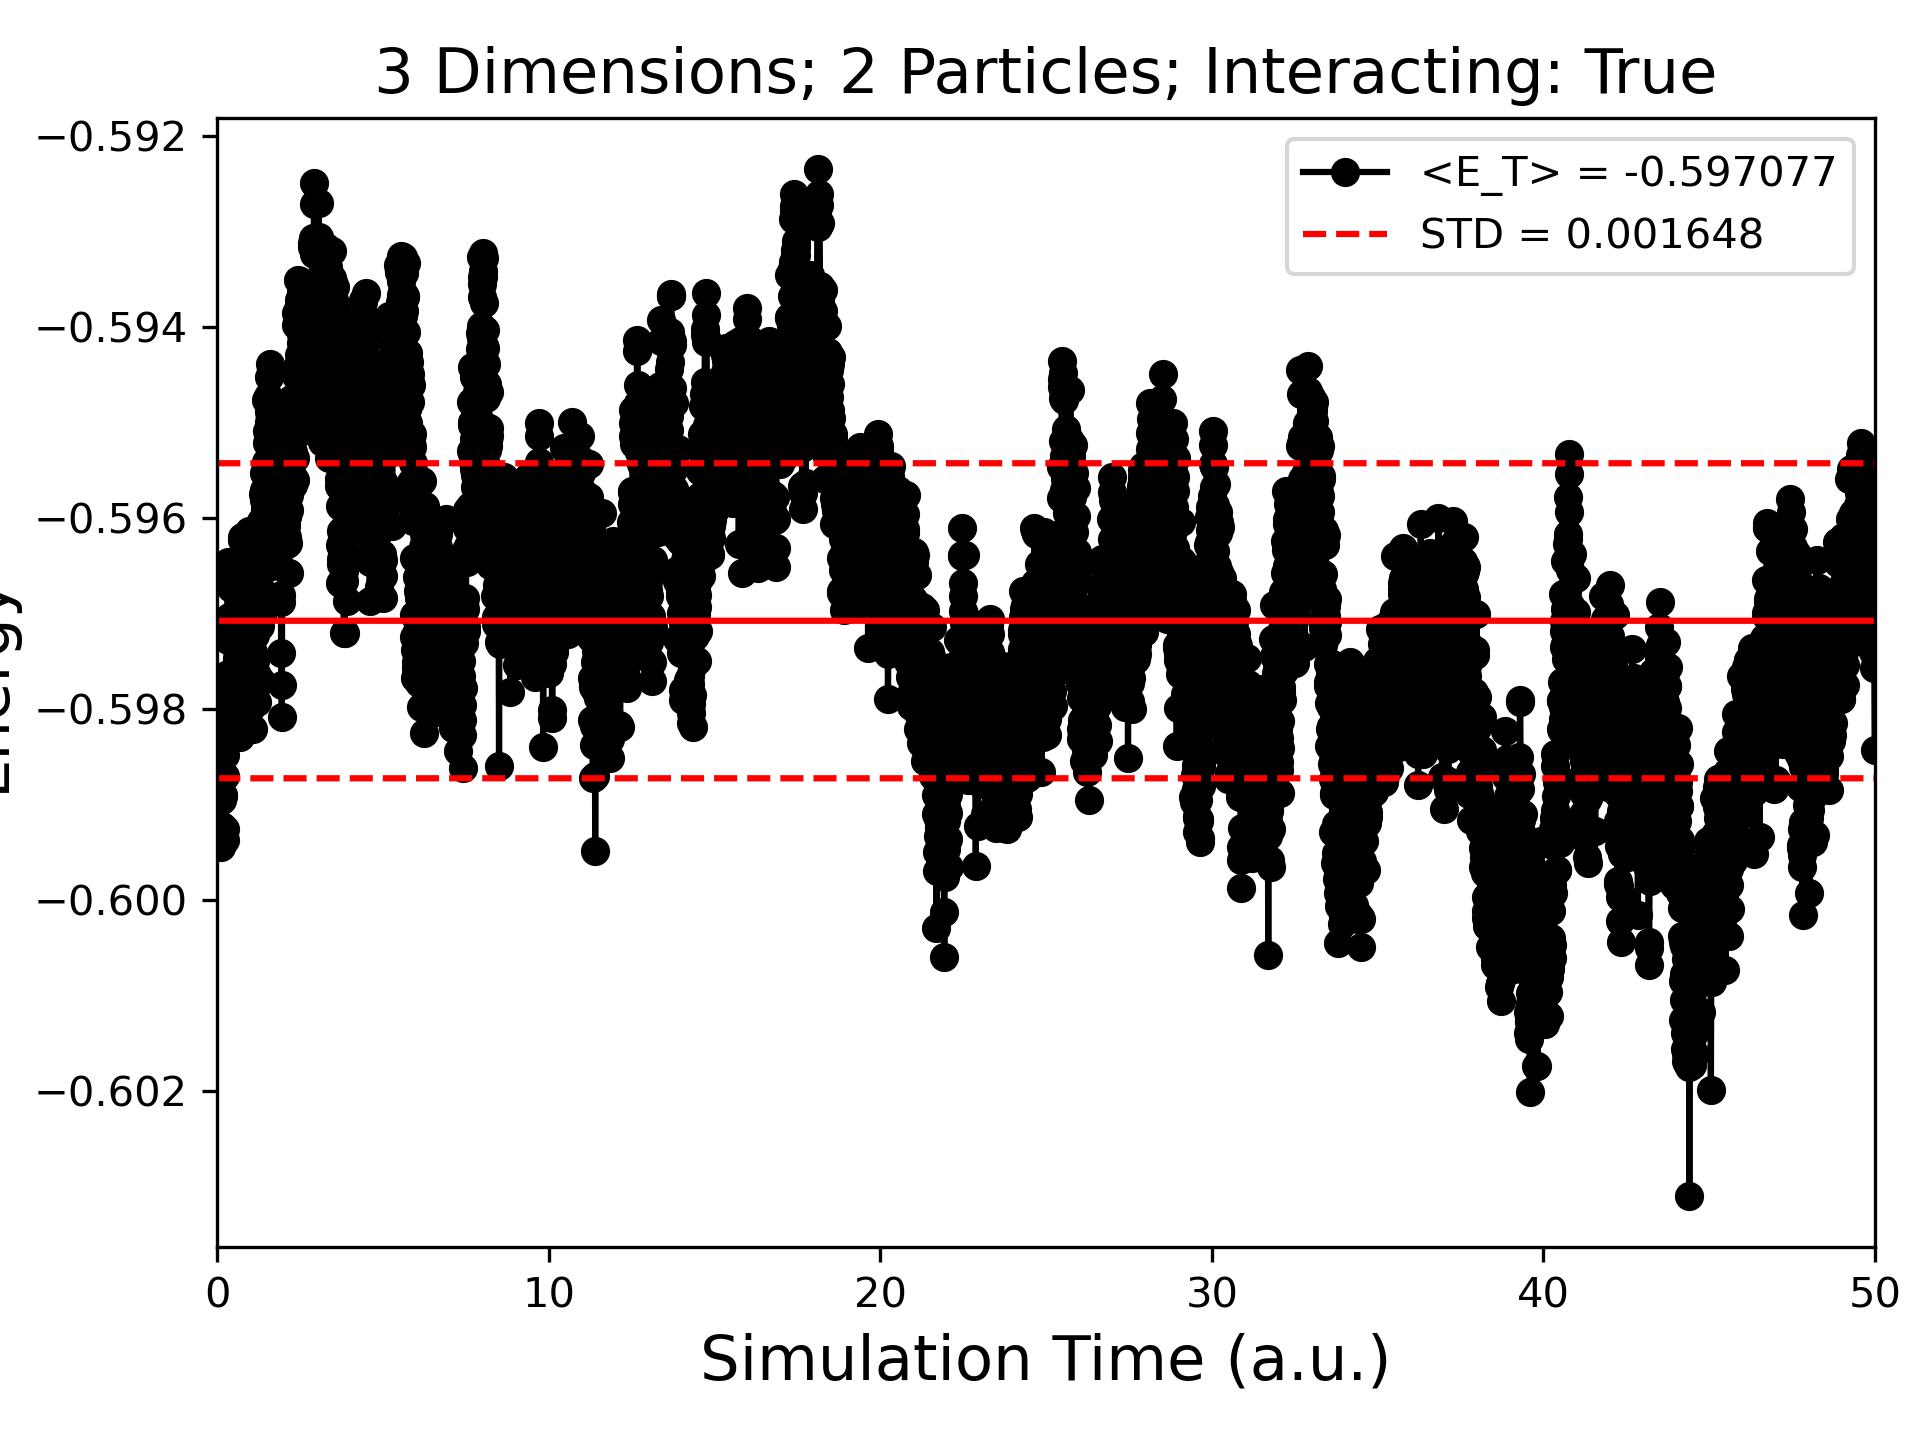 3 Dimensions; 2 Particles; Interacting: True
−0.592
−0.594
−0.596
−0.598
−0.600
−0.602
<E_T> = -0.597077
STD = 0.001648
0 10 20 30 40 50
Simulation Time (a.u.)